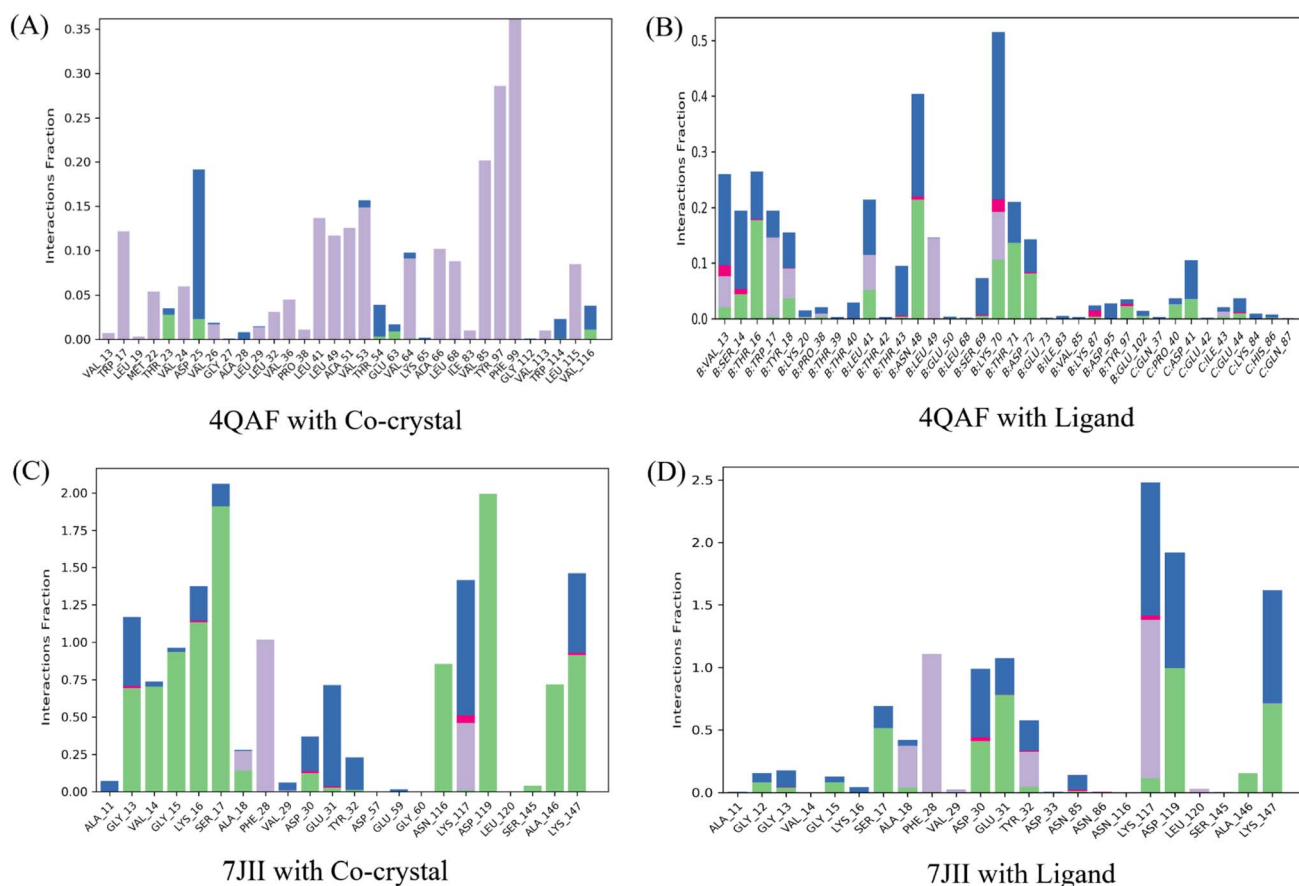 (A)
Interactions Fraction
0.35
0.30
0.25
0.20
0.15
0.10
0.05
0.00
VAL_13 TRP_17 LEU_19 MET_22 THR_23 VAL_24 ASP_25 VAL_26 GLY_27 ACA_28 LEU_29 LEU_32 VAL_36 PRO_38 LEU_41 LEU_49 ACA_51 VAL_53 THR_54 GLU_63 VAL_64 LYS_65 ACA_66 LEU_68 ILE_83 VAL_85 TYR_97 PHE_99 GLY_112 VAL_113 TRP_114 LEU_115 VAL_116
4QAF with Co-crystal
(B)
Interactions Fraction
0.5
0.4
0.3
0.2
0.1
0.0
B:VAL_13 B:SER_14 B:THR_16 B:TRP_17 B:TYR_18 B:LYS_20 B:PRO_38 B:THR_39 B:THR_40 B:LEU_41 B:THR_42 B:THR_43 B:ASN_48 B:LEU_49 B:GLU_50 B:LEU_68 B:SER_69 B:LYS_70 B:THR_71 B:ASP_72 B:GLU_73 B:ILE_83 B:VAL_85 B:LYS_87 B:ASP_95 B:TYR_97 B:GLU_102 C:GLN_37 C:PRO_40 C:ASP_41 C:GLU_42 C:ILE_43 C:GLU_44 C:LYS_84 C:HIS_86 C:GLN_87
4QAF with Ligand
(C)
Interactions Fraction
2.00
1.75
1.50
1.25
1.00
0.75
0.50
0.25
0.00
ALA_11 GLY_13 VAL_14 GLY_15 LYS_16 SER_17 ALA_18 PHE_28 VAL_29 ASP_30 GLU_31 TYR_32 ASP_57 GLU_59 GLY_60 ASN_116 LYS_117 ASP_119 LEU_120 SER_145 ALA_146 LYS_147
7JII with Co-crystal
(D)
Interactions Fraction
2.5
2.0
1.5
1.0
0.5
0.0
ALA_11 GLY_12 GLY_13 VAL_14 GLY_15 LYS_16 SER_17 ALA_18 PHE_28 VAL_29 ASP_30 GLU_31 TYR_32 ASP_33 ASN_85 ASN_86 ASN_116 LYS_117 ASP_119 LEU_120 SER_145 ALA_146 LYS_147
7JII with Ligand